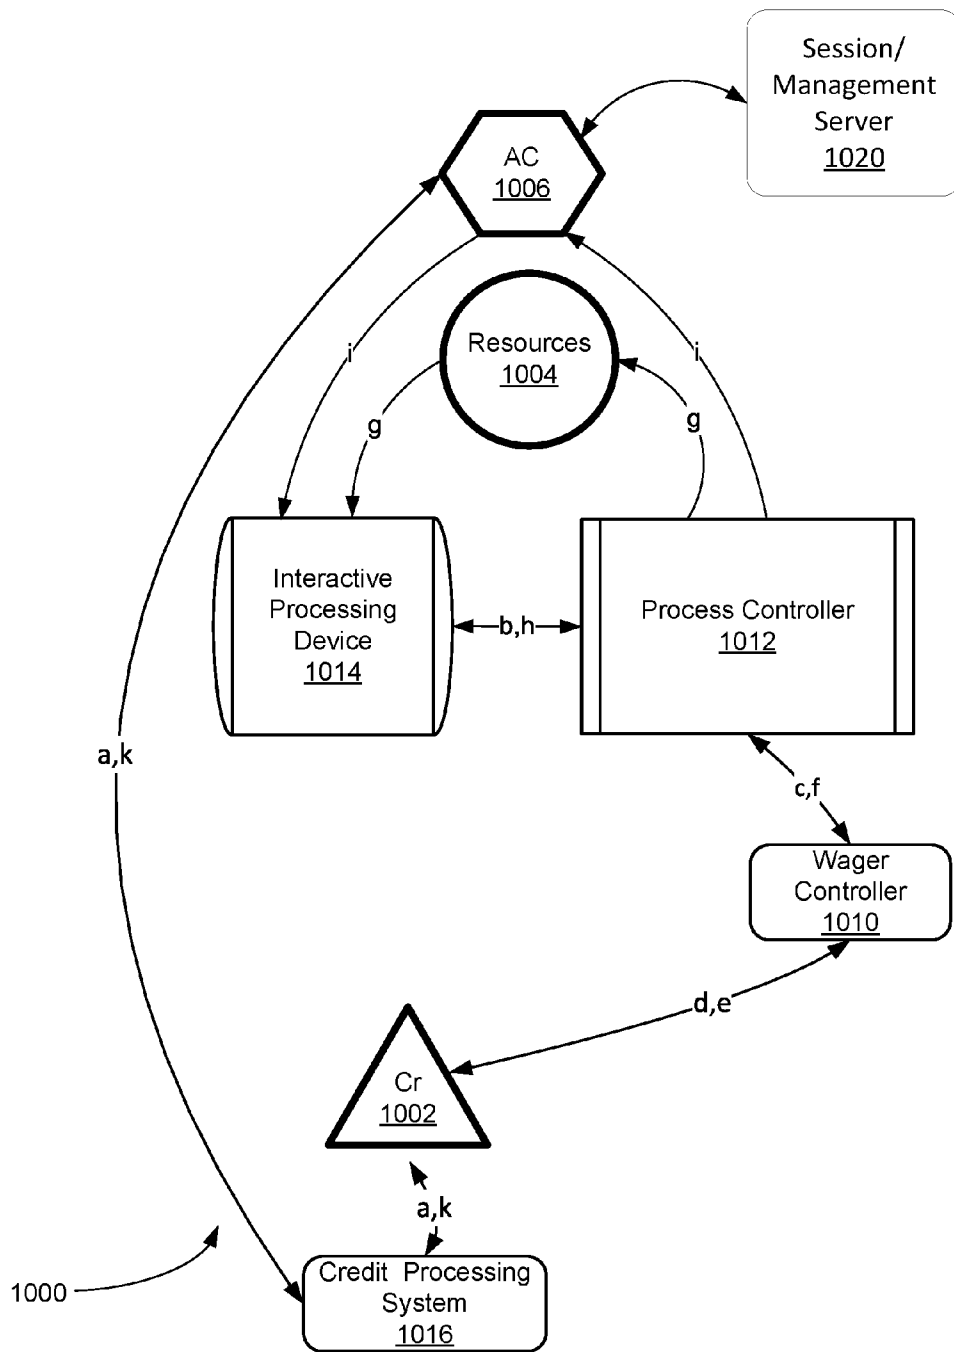 Session/
Management
Server
1020
AC
1006
Resources
1004
i
i
g
g
Interactive
Processing
Device
1014
b,h
Process Controller
1012
a,k
c,f
Wager
Controller
1010
d,e
Cr
1002
a,k
1000
Credit Processing
System
1016